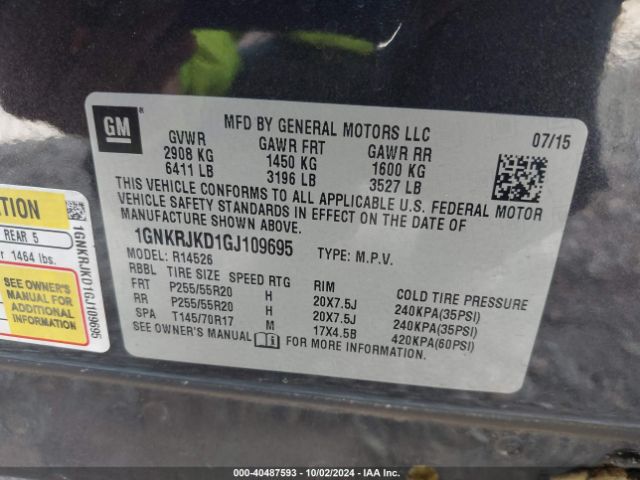 GM
MFD BY GENERAL MOTORS LLC
07/15
GVWR GAWR FRT GAWR RR
2908 KG 1450 KG 1600 KG
6411 LB 3196 LB 3527 LB
THIS VEHICLE CONFORMS TO ALL APPLICABLE U.S. FEDERAL MOTOR
VEHICLE SAFETY STANDARDS IN EFFECT ON THE DATE OF
MANUFACTURE SHOWN ABOVE.
1GNKRJKD1GJ109695 TYPE: M.P.V.
MODEL: R14526
RBBL TIRE SIZE SPEED RTG RIM COLD TIRE PRESSURE
FRT P255/55R20 H 20X7.5J 240KPA(35PSI)
RR P255/55R20 H 20X7.5J 240KPA(35PSI)
SPA T145/70R17 M 17X4.5B 420KPA(60PSI)
SEE OWNER'S MANUAL FOR MORE INFORMATION.
TION
REAR 5
1464 lbs.
SEE OWNER'S
MANUAL FOR
ADDITIONAL
INFORMATION
1GNKRJKD1GJ109695
00-40487593 - 10/02/2024 - IAA Inc.